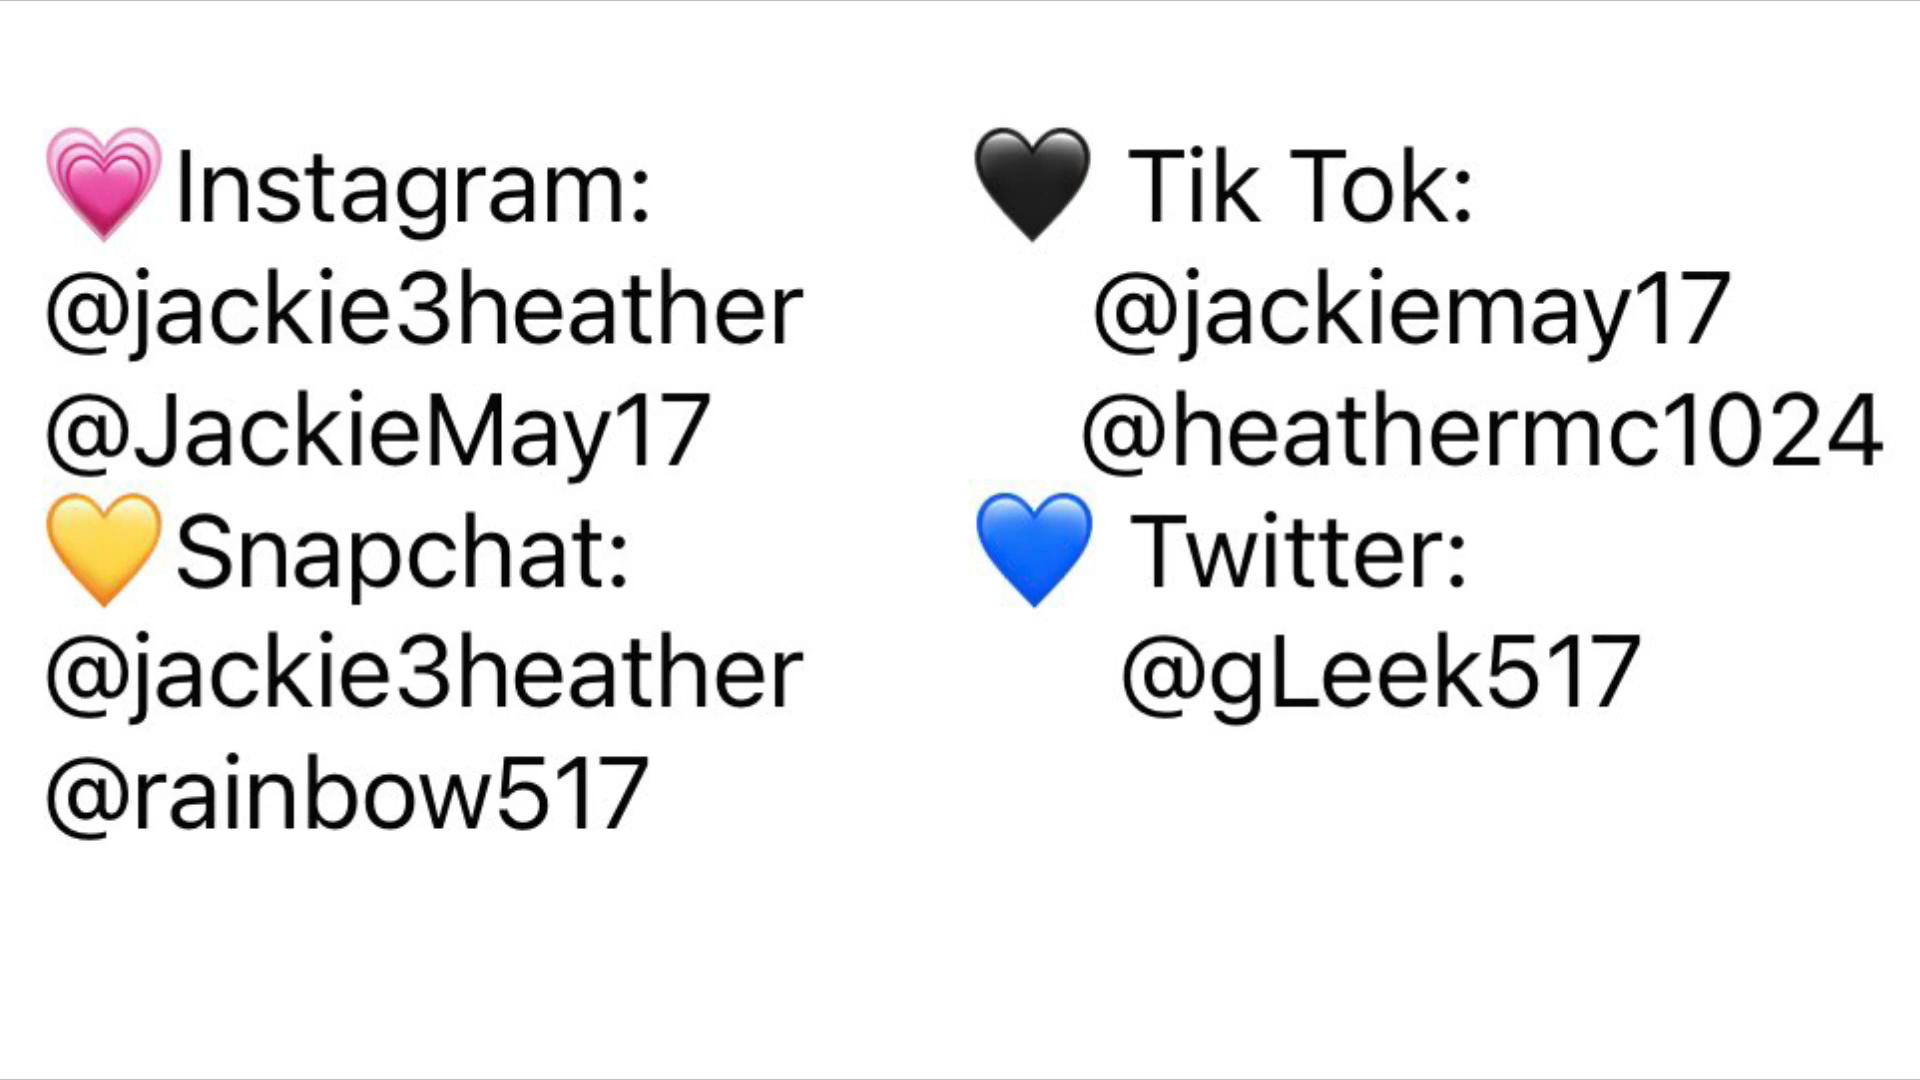 💗Instagram:
@jackie3heather
@JackieMay17
💛Snapchat:
@jackie3heather
@rainbow517
🖤 Tik Tok:
@jackiemay17
@heathermc1024
💙 Twitter:
@gLeek517